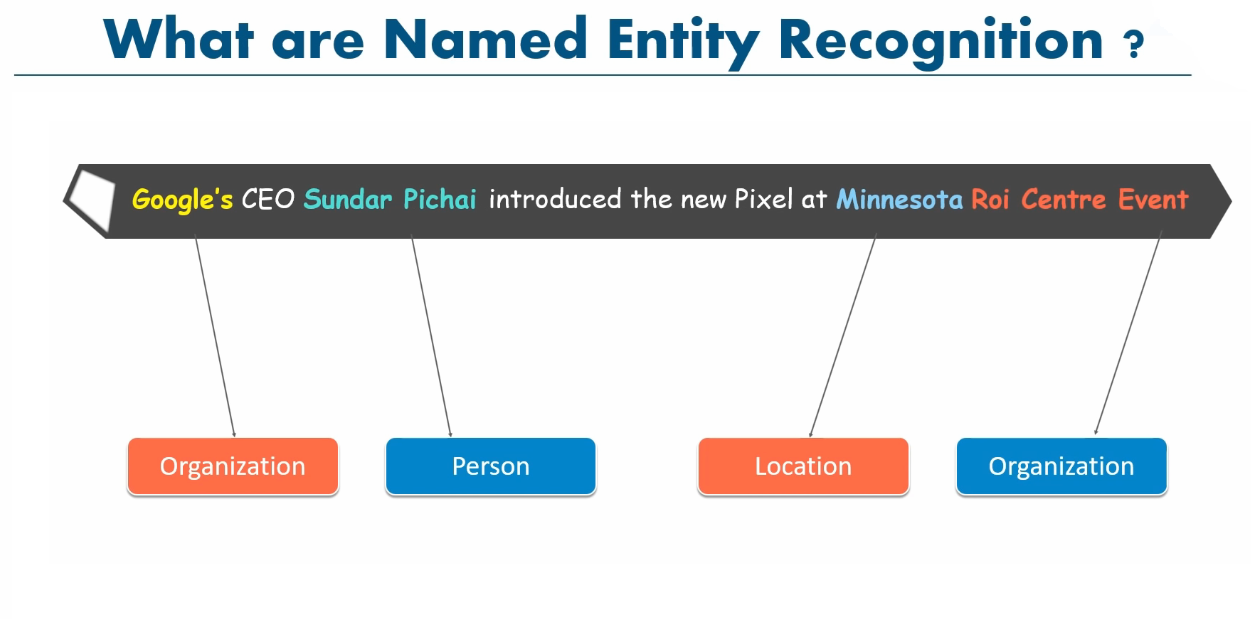 What are Named Entity Recognition ?
Google's CEO Sundar Pichai introduced the new Pixel at Minnesota Roi Centre Event
Organization Person Location Organization